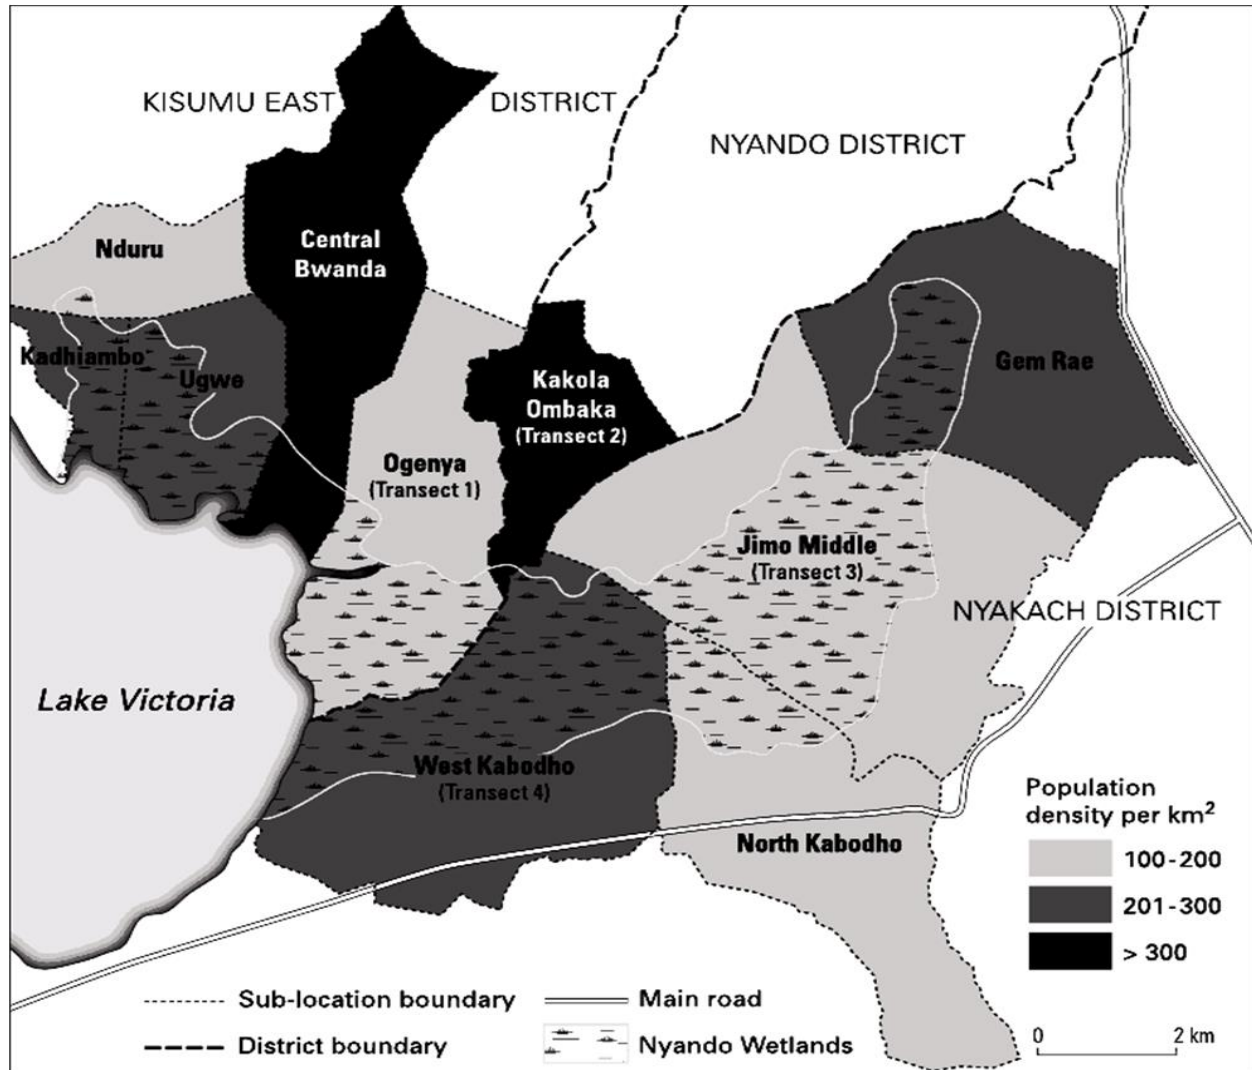 KISUMU EAST
DISTRICT
NYANDO DISTRICT
Nduru
Central
Bwanda
Kadhiambo
Ugwe
Gem Rae
Kakola
Ombaka
(Transect 2)
Ogenya
(Transect 1)
Jimo Middle
(Transect 3)
NYAKACH DISTRICT
Lake Victoria
West Kabodho
(Transect 4)
North Kabodho
Population
density per km²
100-200
201-300
> 300
Sub-location boundary
Main road
District boundary
Nyando Wetlands
0 2 km